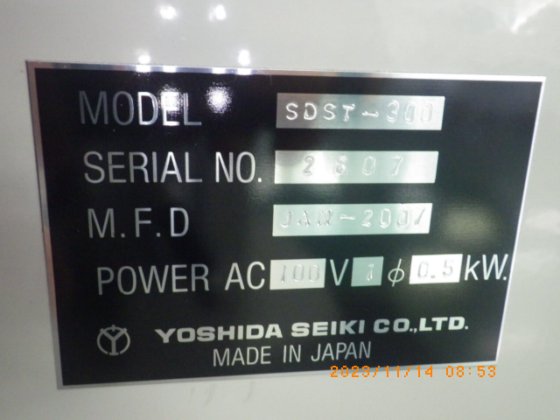 MODEL SDST-300
SERIAL NO. 2607
M.F.D JAN-2007
POWER AC 100 V 1 φ 0.5 kW.
YOSHIDA SEIKI CO.,LTD.
MADE IN JAPAN
2023/11/14 08:53